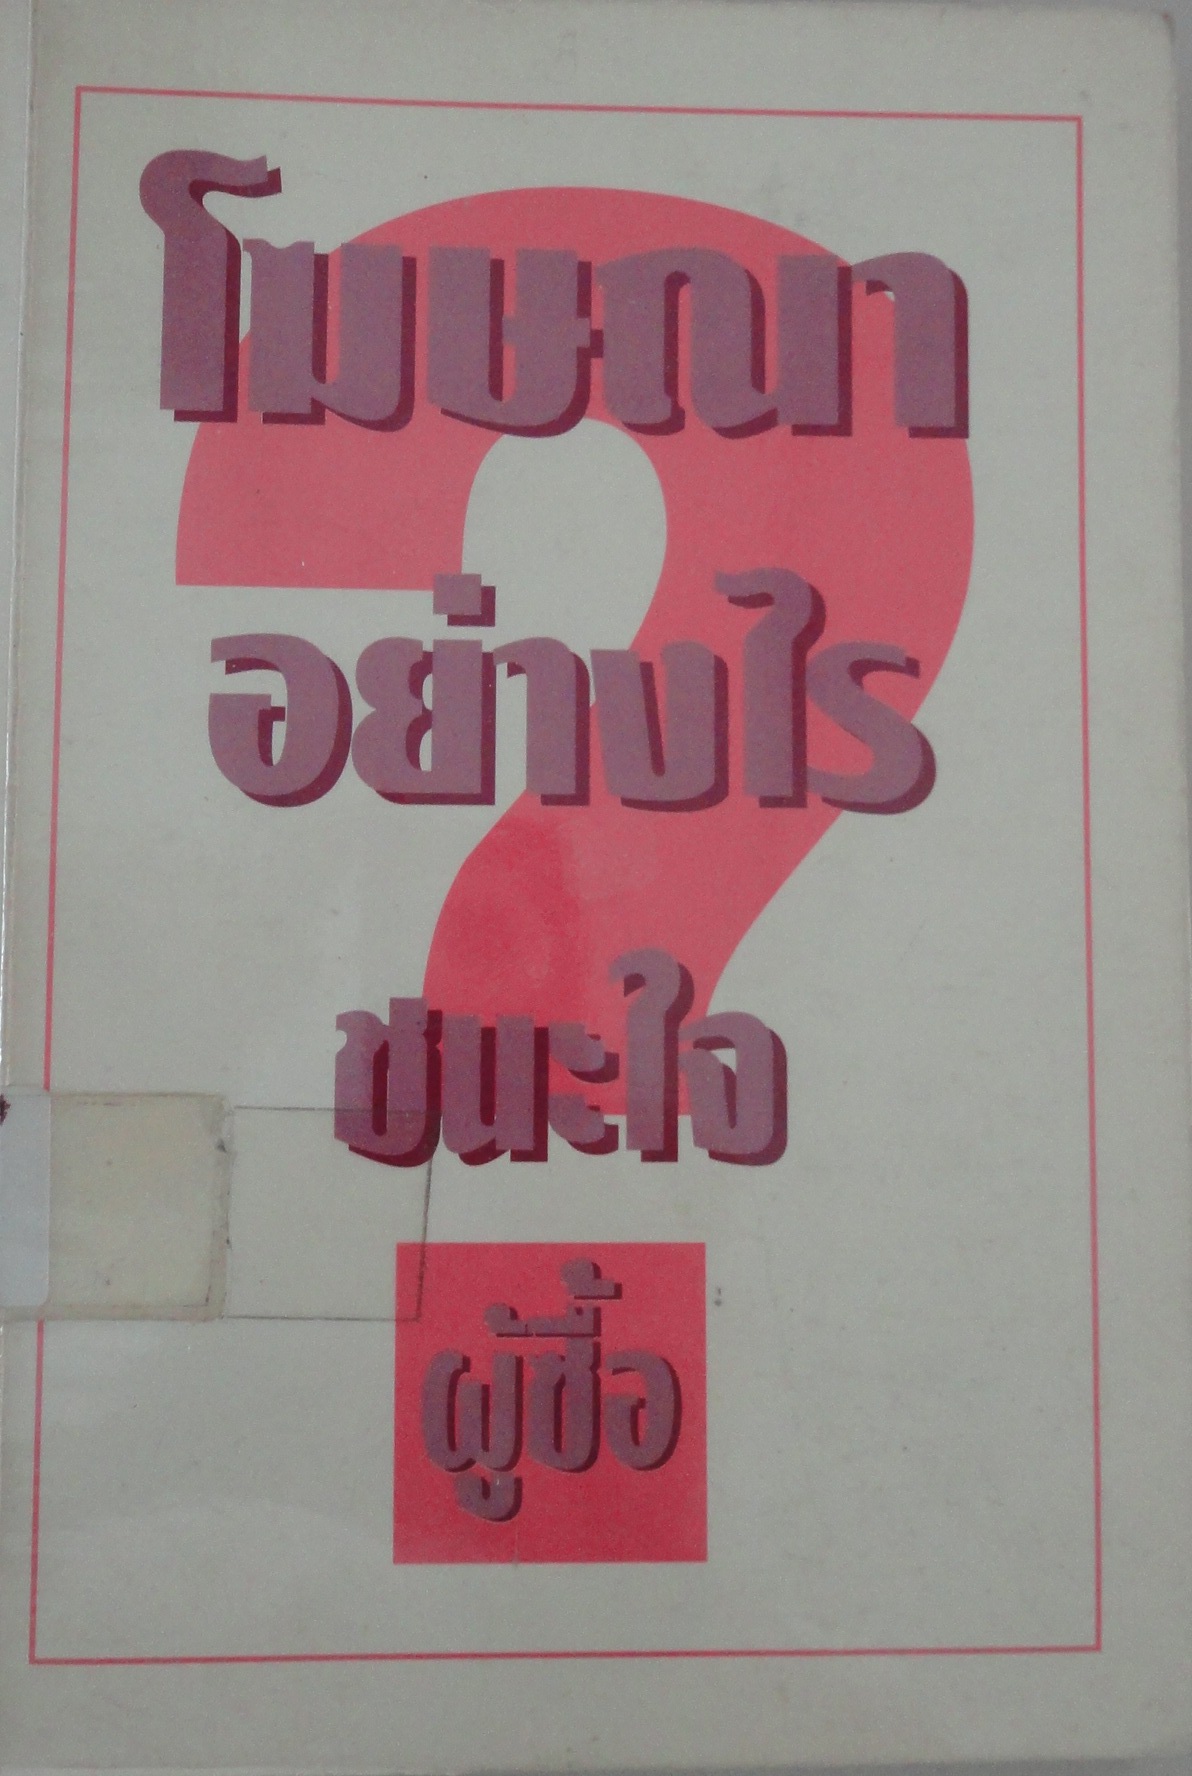 โฆษณา
อย่างไร
ชนะใจ
ผู้ซื้อ